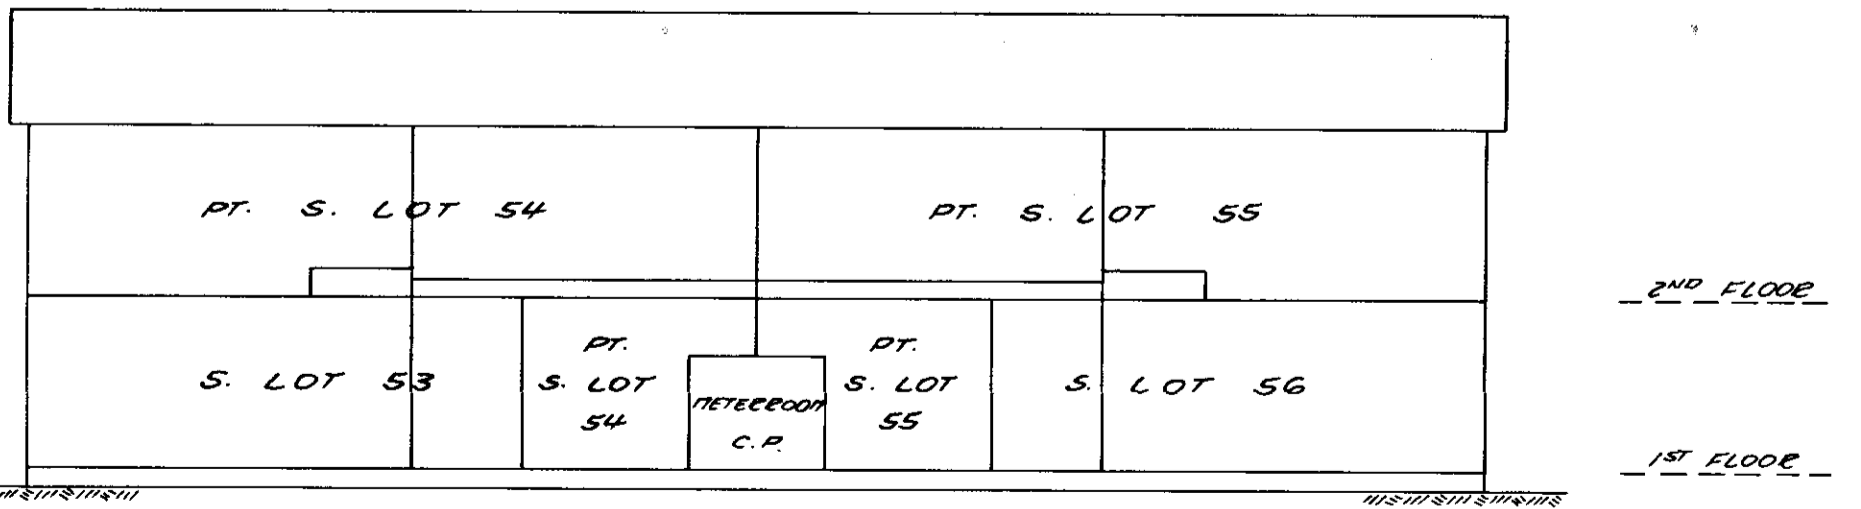 PT. S. LOT 54
PT. S. LOT 55
2ND FLOOR
S. LOT 53
PT.
S. LOT
54
METERROOM
C.P.
PT.
S. LOT
55
S. LOT 56
1ST FLOOR